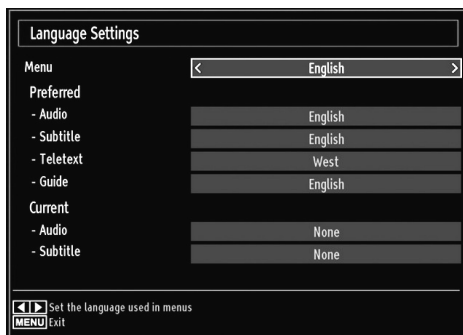 Language Settings
Menu < English >
Preferred
- Audio English
- Subtitle English
- Teletext West
- Guide English
Current
- Audio None
- Subtitle None
Set the language used in menus
MENU Exit